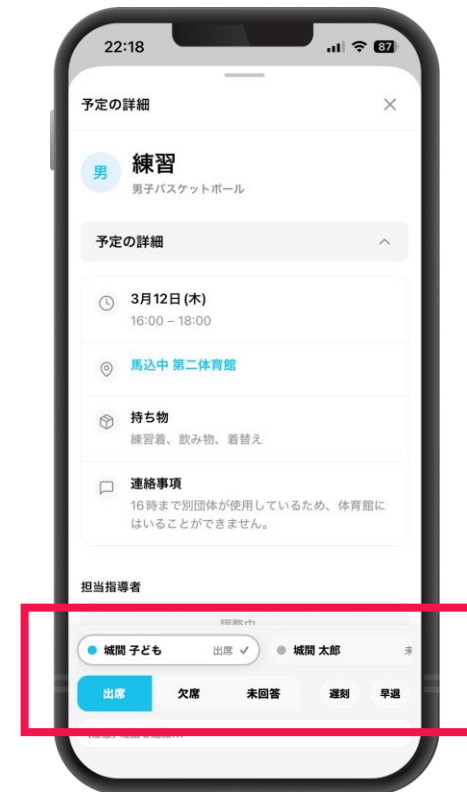 22:18
87
予定の詳細
男
練習
男子バスケットボール
予定の詳細
3月12日 (木)
16:00 – 18:00
馬込中 第二体育館
持ち物
練習着、飲み物、着替え
連絡事項
16時まで別団体が使用しているため、体育館に
はいることができません。
担当指導者
調整中
城間 子ども 出席 城間 太郎 未
出席 欠席 未回答 遅刻 早退